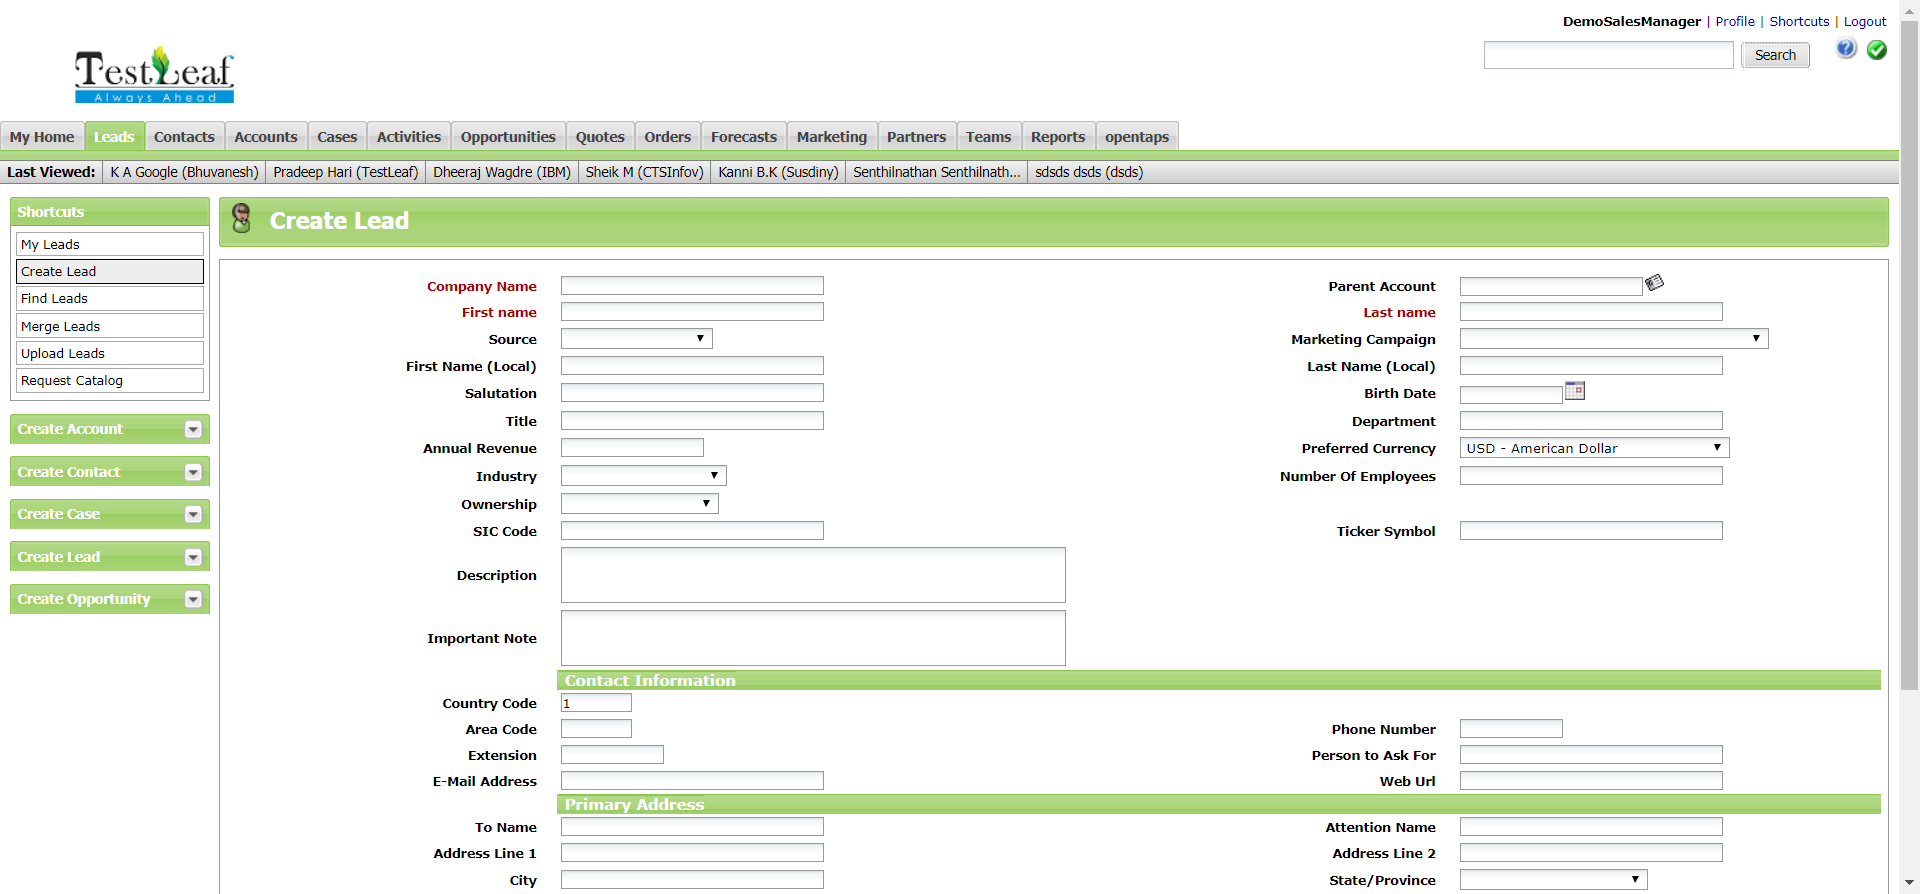 DemoSalesManager | Profile | Shortcuts | Logout
TestLeaf
Always Ahead
Search
My Home Leads Contacts Accounts Cases Activities Opportunities Quotes Orders Forecasts Marketing Partners Teams Reports opentaps
Last Viewed: K A Google (Bhuvanesh) Pradeep Hari (TestLeaf) Dheeraj Wagdre (IBM) Sheik M (CTSInfov) Kanni B.K (Susdiny) Senthilnathan Senthilnath... sdsds dsds (dsds)
Shortcuts
My Leads
Create Lead
Find Leads
Merge Leads
Upload Leads
Request Catalog
Create Account
Create Contact
Create Case
Create Lead
Create Opportunity
Create Lead
Company Name Parent Account
First name Last name
Source Marketing Campaign
First Name (Local) Last Name (Local)
Salutation Birth Date
Title Department
Annual Revenue Preferred Currency USD - American Dollar
Industry Number Of Employees
Ownership
SIC Code Ticker Symbol
Description
Important Note
Contact Information
Country Code 1
Area Code Phone Number
Extension Person to Ask For
E-Mail Address Web Url
Primary Address
To Name Attention Name
Address Line 1 Address Line 2
City State/Province